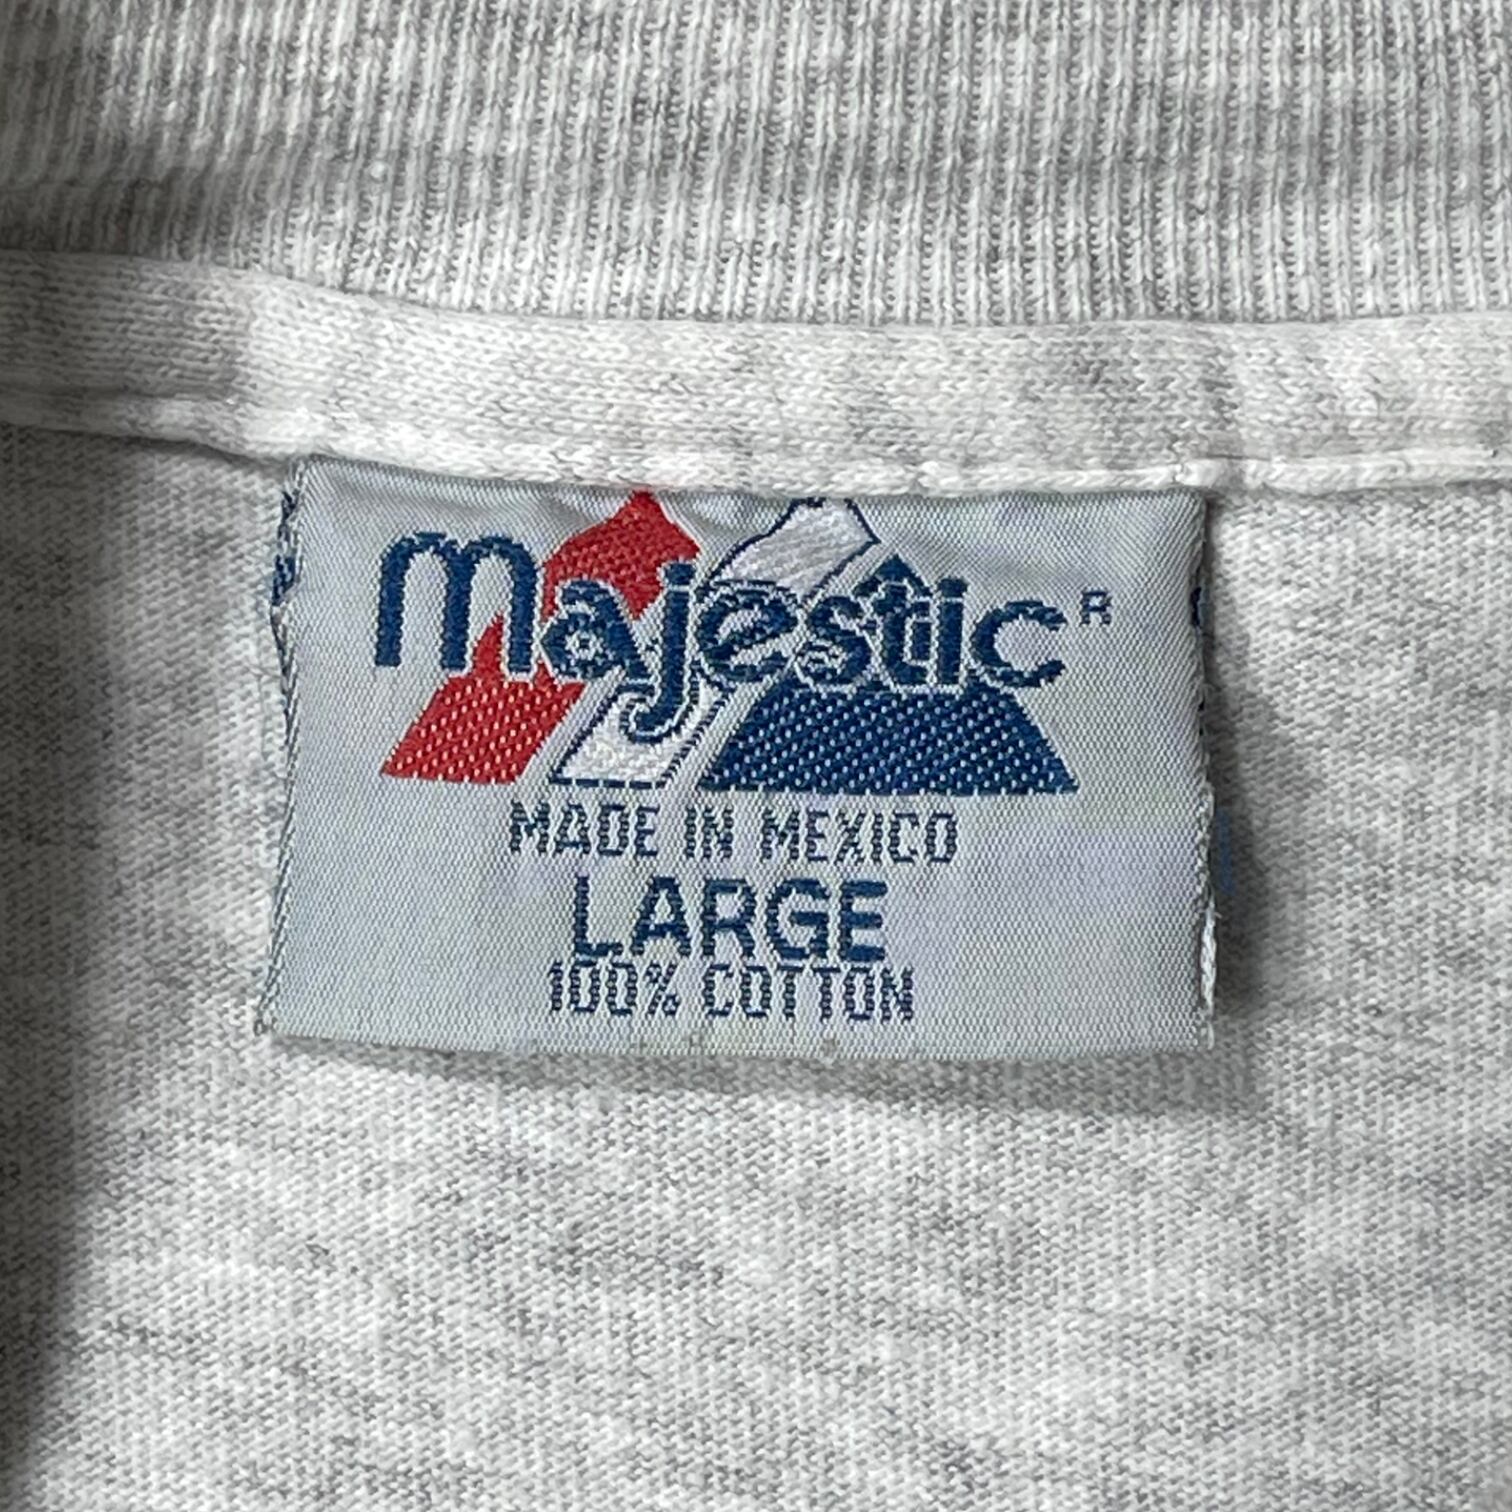 majestic R
MADE IN MEXICO
LARGE
100% COTTON